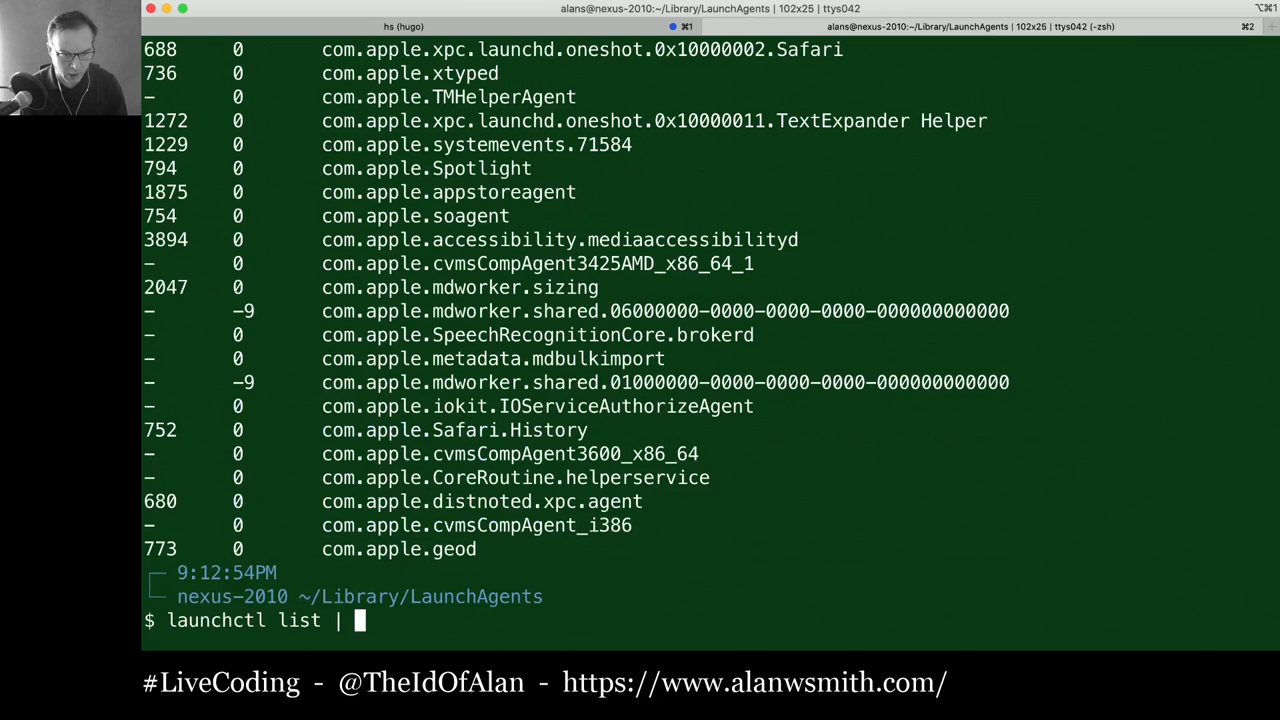 alans@nexus-2010:~/Library/LaunchAgents | 102x25 | ttys042
⌥⌘1
hs (hugo)
⌘1
alans@nexus-2010:~/Library/LaunchAgents | 102x25 | ttys042 (-zsh)
⌘2
+
688 0 com.apple.xpc.launchd.oneshot.0x10000002.Safari
736 0 com.apple.xtyped
- 0 com.apple.TMHelperAgent
1272 0 com.apple.xpc.launchd.oneshot.0x10000011.TextExpander Helper
1229 0 com.apple.systemevents.71584
794 0 com.apple.Spotlight
1875 0 com.apple.appstoreagent
754 0 com.apple.soagent
3894 0 com.apple.accessibility.mediaaccessibilityd
- 0 com.apple.cvmsCompAgent3425AMD_x86_64_1
2047 0 com.apple.mdworker.sizing
- -9 com.apple.mdworker.shared.06000000-0000-0000-0000-000000000000
- 0 com.apple.SpeechRecognitionCore.brokerd
- 0 com.apple.metadata.mdbulkimport
- -9 com.apple.mdworker.shared.01000000-0000-0000-0000-000000000000
- 0 com.apple.iokit.IOServiceAuthorizeAgent
752 0 com.apple.Safari.History
- 0 com.apple.cvmsCompAgent3600_x86_64
- 0 com.apple.CoreRoutine.helperservice
680 0 com.apple.distnoted.xpc.agent
- 0 com.apple.cvmsCompAgent_i386
773 0 com.apple.geod
9:12:54PM
nexus-2010 ~/Library/LaunchAgents
$ launchctl list |
#LiveCoding - @TheIdOfAlan - https://www.alanwsmith.com/